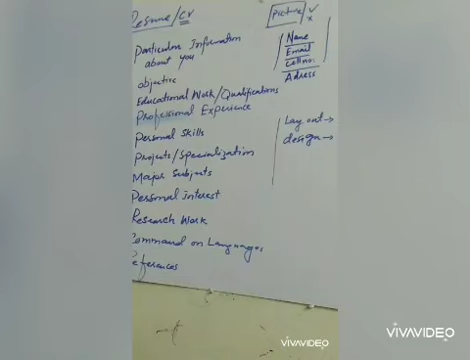 Resume/CV
Picture ✓
x
Particular Information
about you
Name
Email
Cell no.
Adress
objective
Educational Work/Qualifications
Professional Experience
Personal Skills
Projects/Specialization
Major Subjects
Lay out →
design →
Personal Interest
Research Work
Command on Languages
References
VIVAVIDEO
VIVAVIDEO